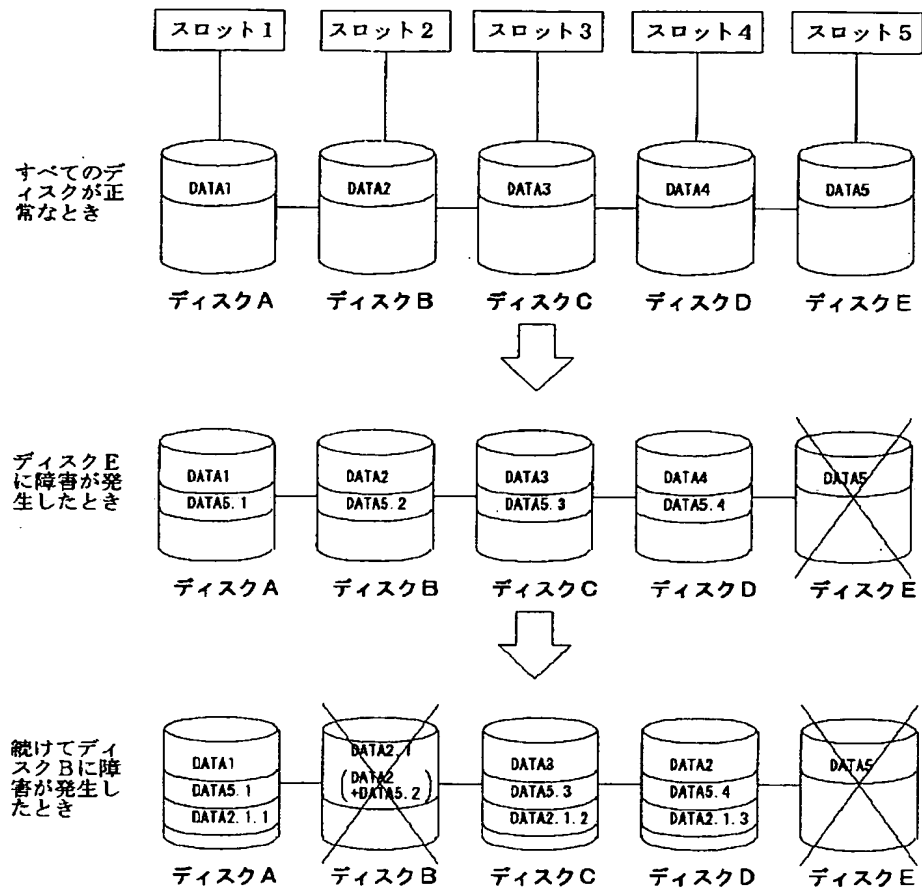 スロット1
スロット2
スロット3
スロット4
スロット5
すべてのデ
ィスクが正
常なとき
DATA1
DATA2
DATA3
DATA4
DATA5
ディスクA
ディスクB
ディスクC
ディスクD
ディスクE
ディスクE
に障害が発
生したとき
DATA1
DATA5.1
DATA2
DATA5.2
DATA3
DATA5.3
DATA4
DATA5.4
DATA5
ディスクA
ディスクB
ディスクC
ディスクD
ディスクE
続けてディ
スクBに障
害が発生し
たとき
DATA1
DATA5.1
DATA2.1.1
DATA2.1
(DATA2
+DATA5.2)
DATA3
DATA5.3
DATA2.1.2
DATA2
DATA5.4
DATA2.1.3
DATA5
ディスクA
ディスクB
ディスクC
ディスクD
ディスクE